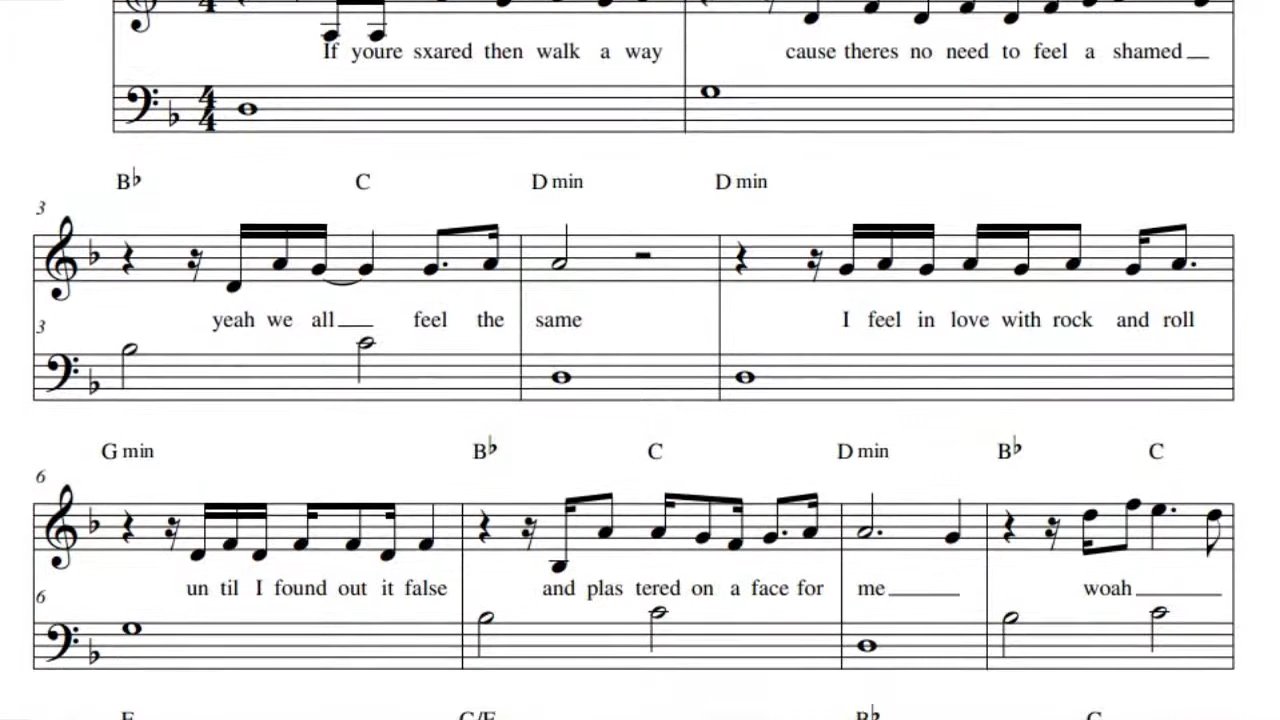 If youre sxared then walk a way cause theres no need to feel a shamed
B♭ C D min D min
3
yeah we all feel the same I feel in love with rock and roll
3
G min B♭ C D min B♭ C
6
un til I found out it false and plas tered on a face for me woah
6